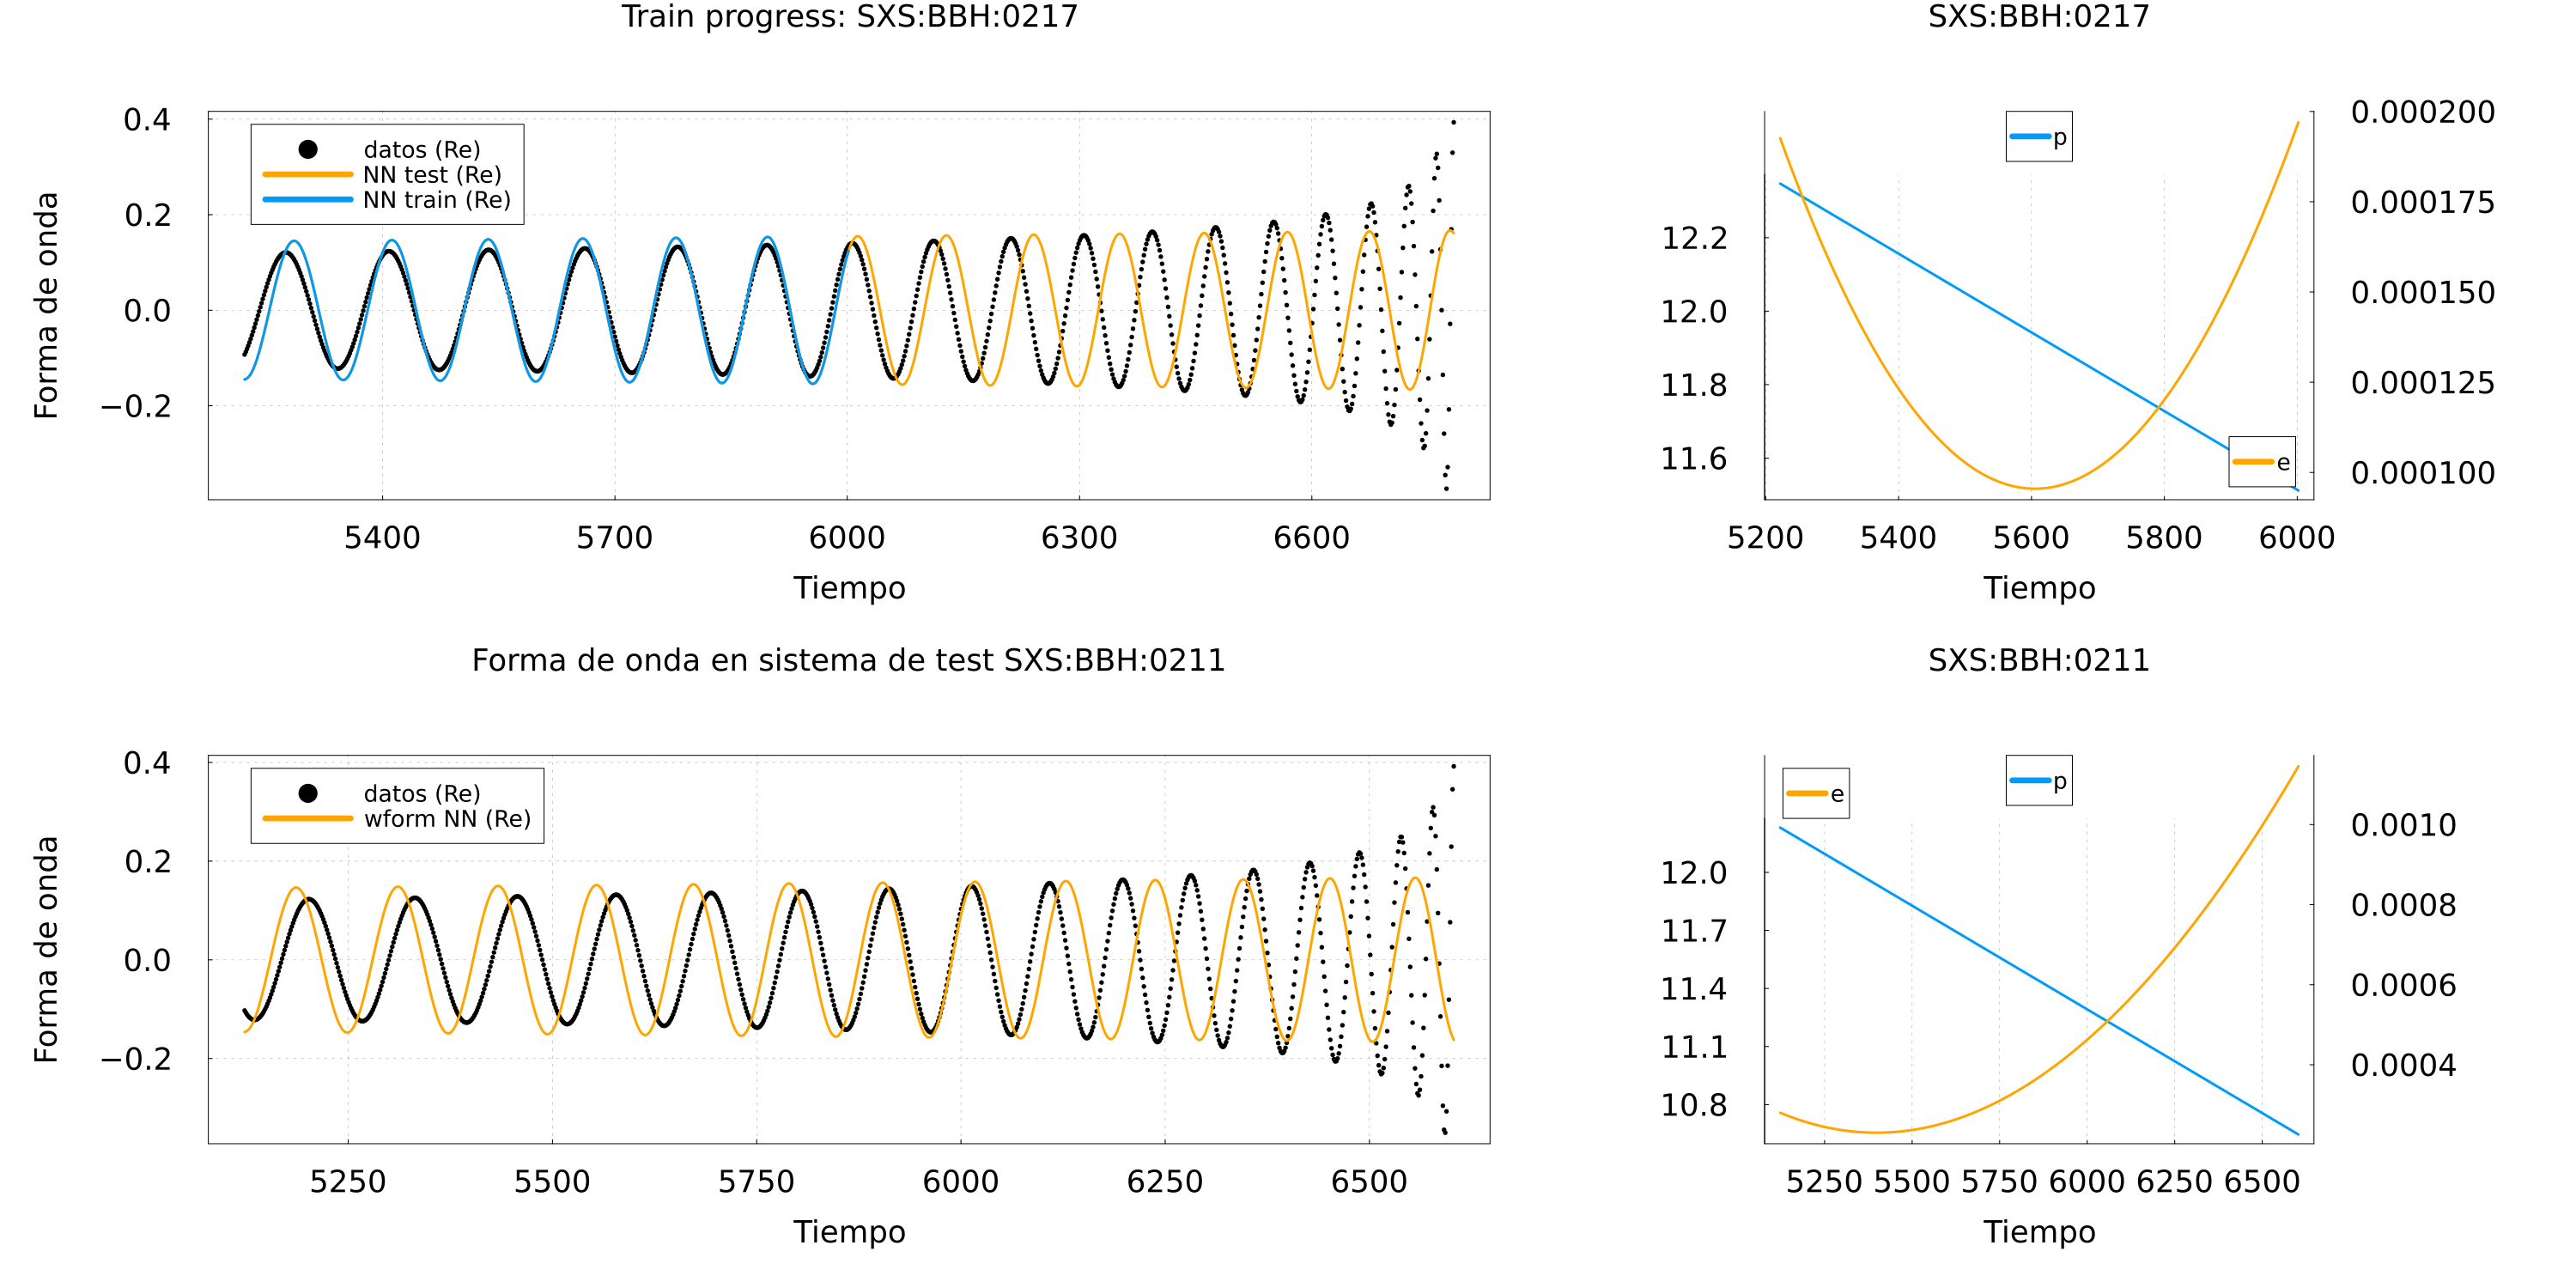 Train progress: SXS:BBH:0217
Forma de onda
0.4
0.2
0.0
−0.2
datos (Re)
NN test (Re)
NN train (Re)
5400 5700 6000 6300 6600
Tiempo
SXS:BBH:0217
12.2
12.0
11.8
11.6
p
e
0.000200
0.000175
0.000150
0.000125
0.000100
5200 5400 5600 5800 6000
Tiempo
Forma de onda en sistema de test SXS:BBH:0211
Forma de onda
0.4
0.2
0.0
−0.2
datos (Re)
wform NN (Re)
5250 5500 5750 6000 6250 6500
Tiempo
SXS:BBH:0211
12.0
11.7
11.4
11.1
10.8
e
p
0.0010
0.0008
0.0006
0.0004
5250 5500 5750 6000 6250 6500
Tiempo